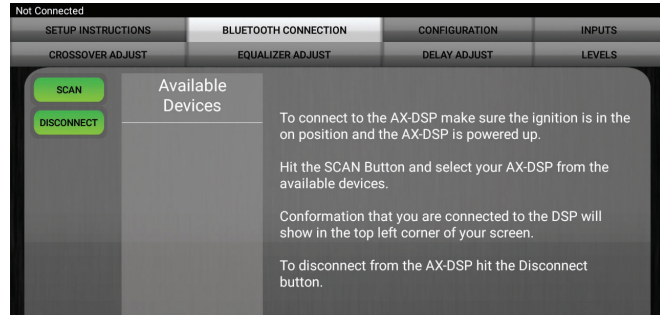 Not Connected
SETUP INSTRUCTIONS BLUETOOTH CONNECTION CONFIGURATION INPUTS
CROSSOVER ADJUST EQUALIZER ADJUST DELAY ADJUST LEVELS
SCAN
DISCONNECT
Available
Devices
To connect to the AX-DSP make sure the ignition is in the
on position and the AX-DSP is powered up.
Hit the SCAN Button and select your AX-DSP from the
available devices.
Conformation that you are connected to the DSP will
show in the top left corner of your screen.
To disconnect from the AX-DSP hit the Disconnect
button.